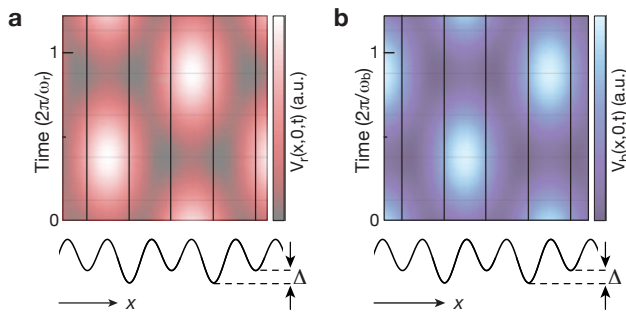 a
1
0
Time (2π/ωr)
Vr(x,0,t) (a.u.)
Δ
x
b
1
0
Time (2π/ωb)
Vb(x,0,t) (a.u.)
Δ
x